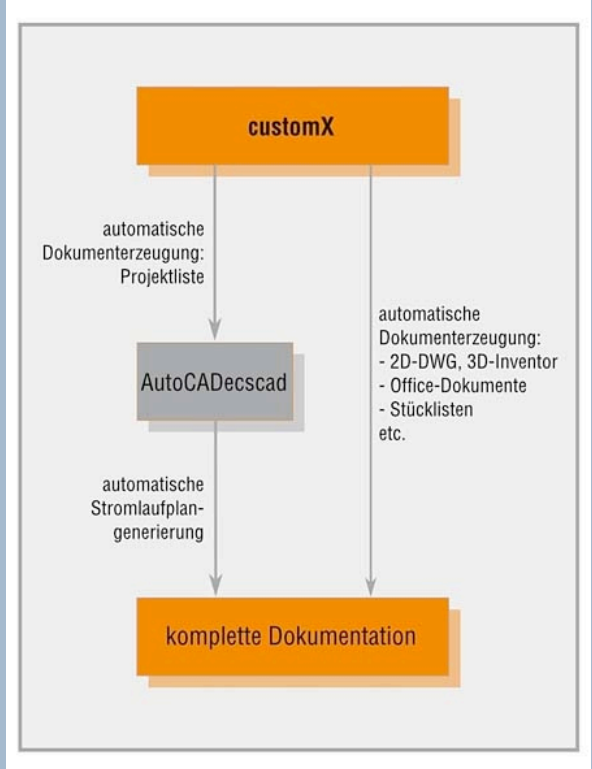 customX
automatische
Dokumenterzeugung:
Projektliste
automatische
Dokumenterzeugung:
- 2D-DWG, 3D-Inventor
- Office-Dokumente
- Stücklisten
etc.
AutoCADecscad
automatische
Stromlaufplan-
generierung
komplette Dokumentation